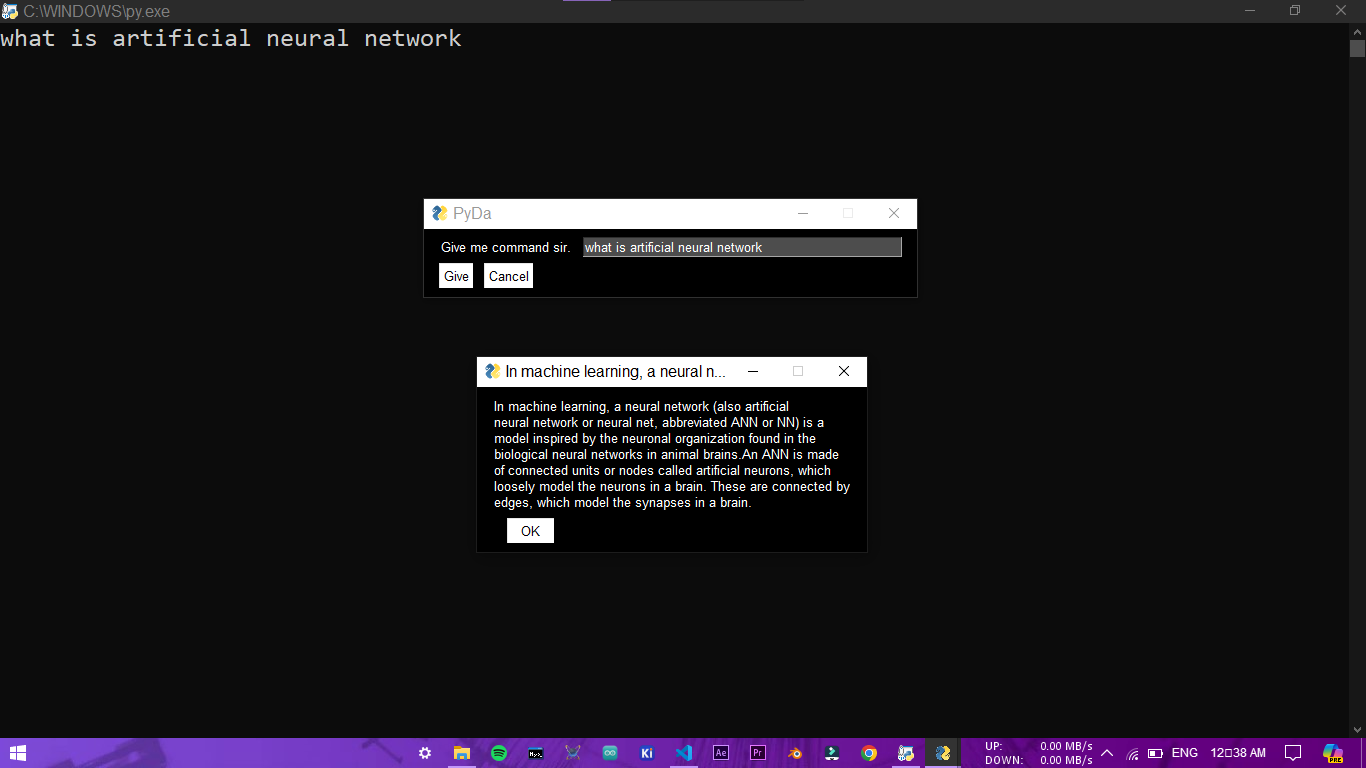 C:\WINDOWS\py.exe
what is artificial neural network
PyDa
Give me command sir.
what is artificial neural network
Give
Cancel
In machine learning, a neural n...
In machine learning, a neural network (also artificial
neural network or neural net, abbreviated ANN or NN) is a
model inspired by the neuronal organization found in the
biological neural networks in animal brains.An ANN is made
of connected units or nodes called artificial neurons, which
loosely model the neurons in a brain. These are connected by
edges, which model the synapses in a brain.
OK
Ki
Ae
Pr
UP: 0.00 MB/s
DOWN: 0.00 MB/s
ENG
12□38 AM
PRE